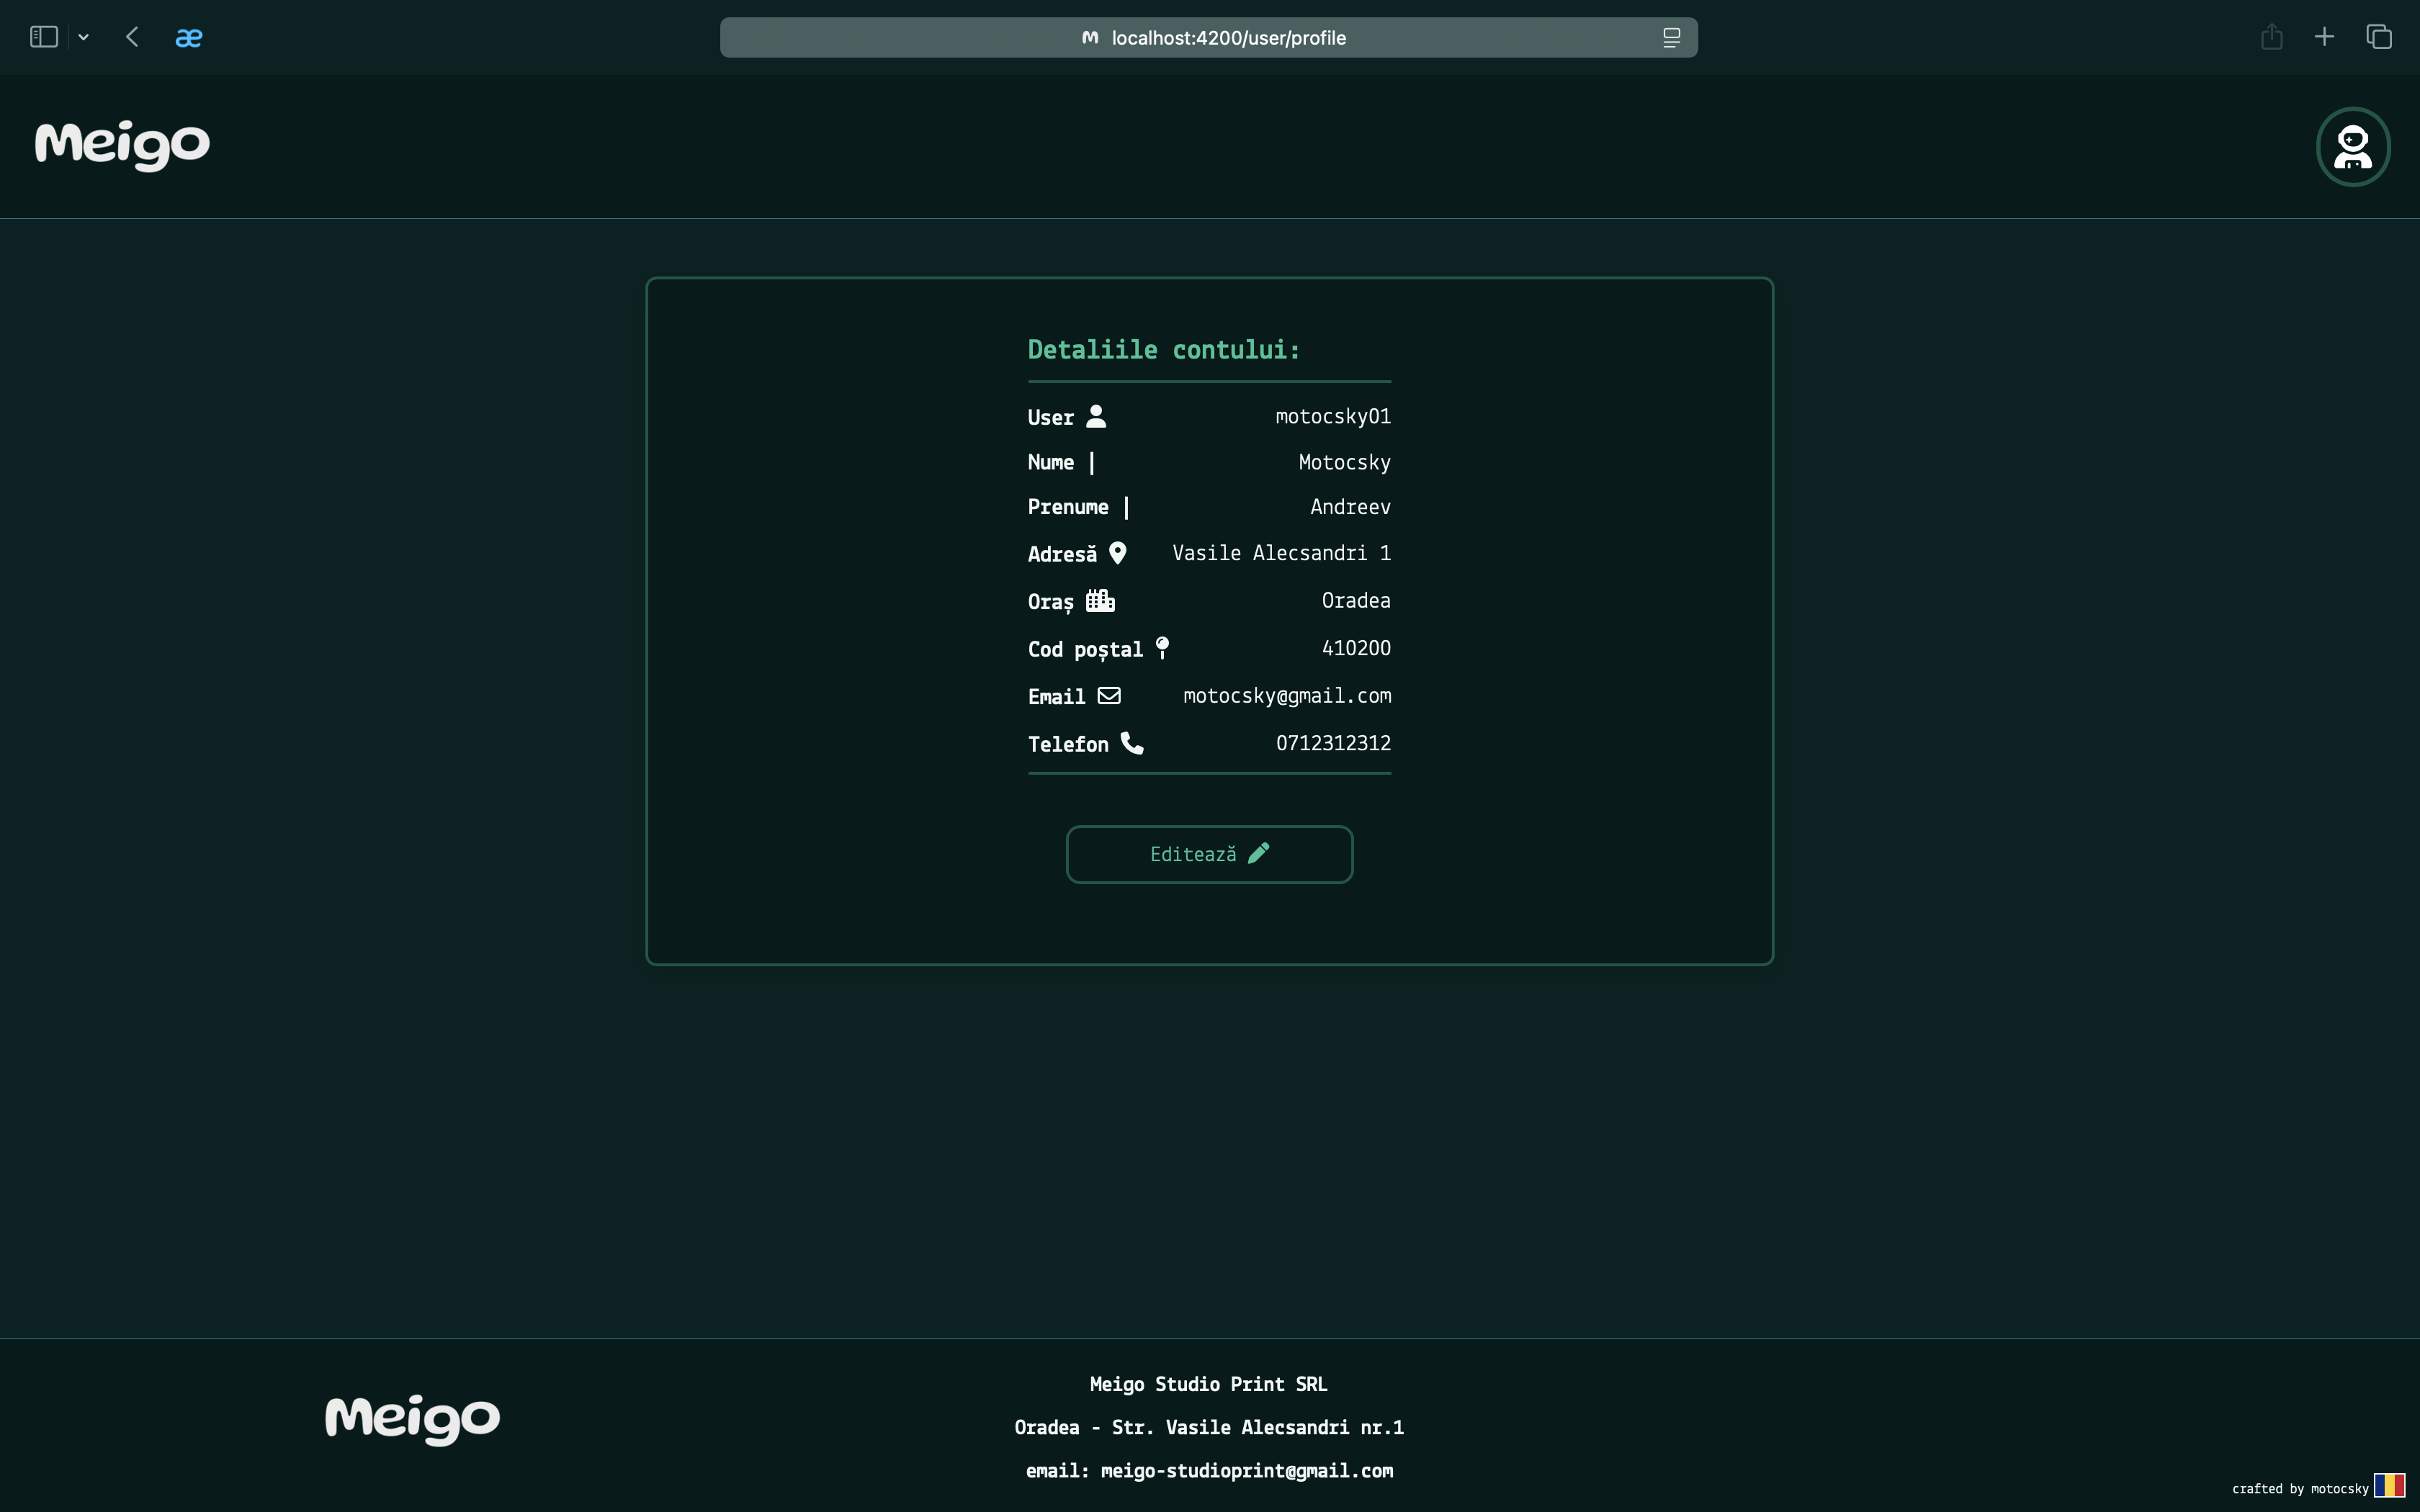 æ
localhost:4200/user/profile
Meigo
Detaliile contului:
User motocsky01
Nume | Motocsky
Prenume | Andreev
Adresă Vasile Alecsandri 1
Oraș Oradea
Cod poștal 410200
Email motocsky@gmail.com
Telefon 0712312312
Editează
Meigo
Meigo Studio Print SRL
Oradea - Str. Vasile Alecsandri nr.1
email: meigo-studioprint@gmail.com
crafted by motocsky